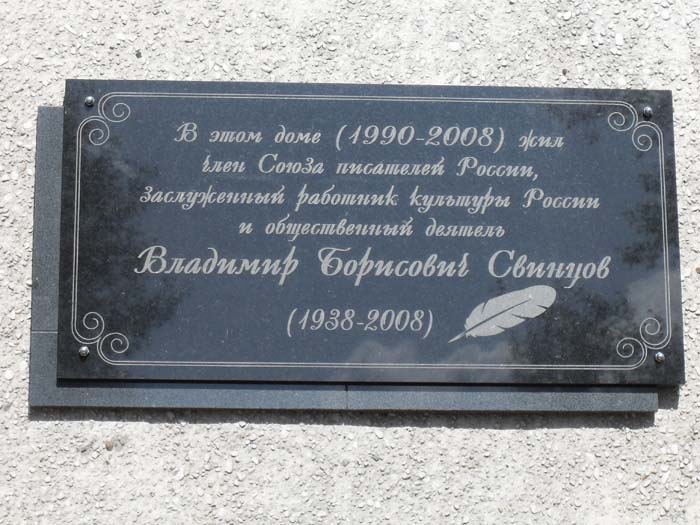 В этом доме (1990-2008) жил
член Союза писателей России,
заслуженный работник культуры России
и общественный деятель
Владимир Борисович Свинцов
(1938-2008)